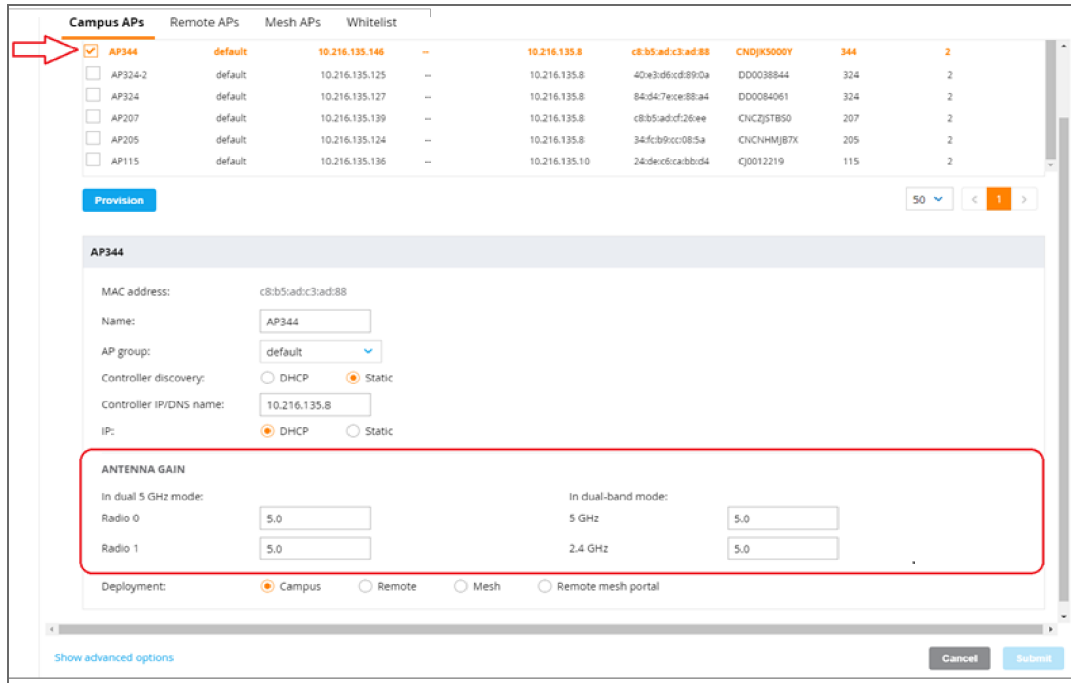 Campus APs Remote APs Mesh APs Whitelist
AP344 default 10.216.135.146 -- 10.216.135.8 c8:b5:ad:c3:ad:88 CNDJK5000Y 344 2
AP324-2 default 10.216.135.125 -- 10.216.135.8 40:e3:d6:cd:89:0a DD0038844 324 2
AP324 default 10.216.135.127 -- 10.216.135.8 84:d4:7e:ce:88:a4 DD0084061 324 2
AP207 default 10.216.135.139 -- 10.216.135.8 c8:b5:ad:cf:26:ee CNCZJSTBS0 207 2
AP205 default 10.216.135.124 -- 10.216.135.8 34:fc:b9:cc:08:5a CNCNHMJB7X 205 2
AP115 default 10.216.135.136 -- 10.216.135.10 24:de:c6:ca:bb:d4 CJ0012219 115 2
Provision 50 < 1 >
AP344
MAC address: c8:b5:ad:c3:ad:88
Name: AP344
AP group: default
Controller discovery: DHCP Static
Controller IP/DNS name: 10.216.135.8
IP: DHCP Static
ANTENNA GAIN
In dual 5 GHz mode: In dual-band mode:
Radio 0 5.0 5 GHz 5.0
Radio 1 5.0 2.4 GHz 5.0
Deployment: Campus Remote Mesh Remote mesh portal
Show advanced options Cancel Submit